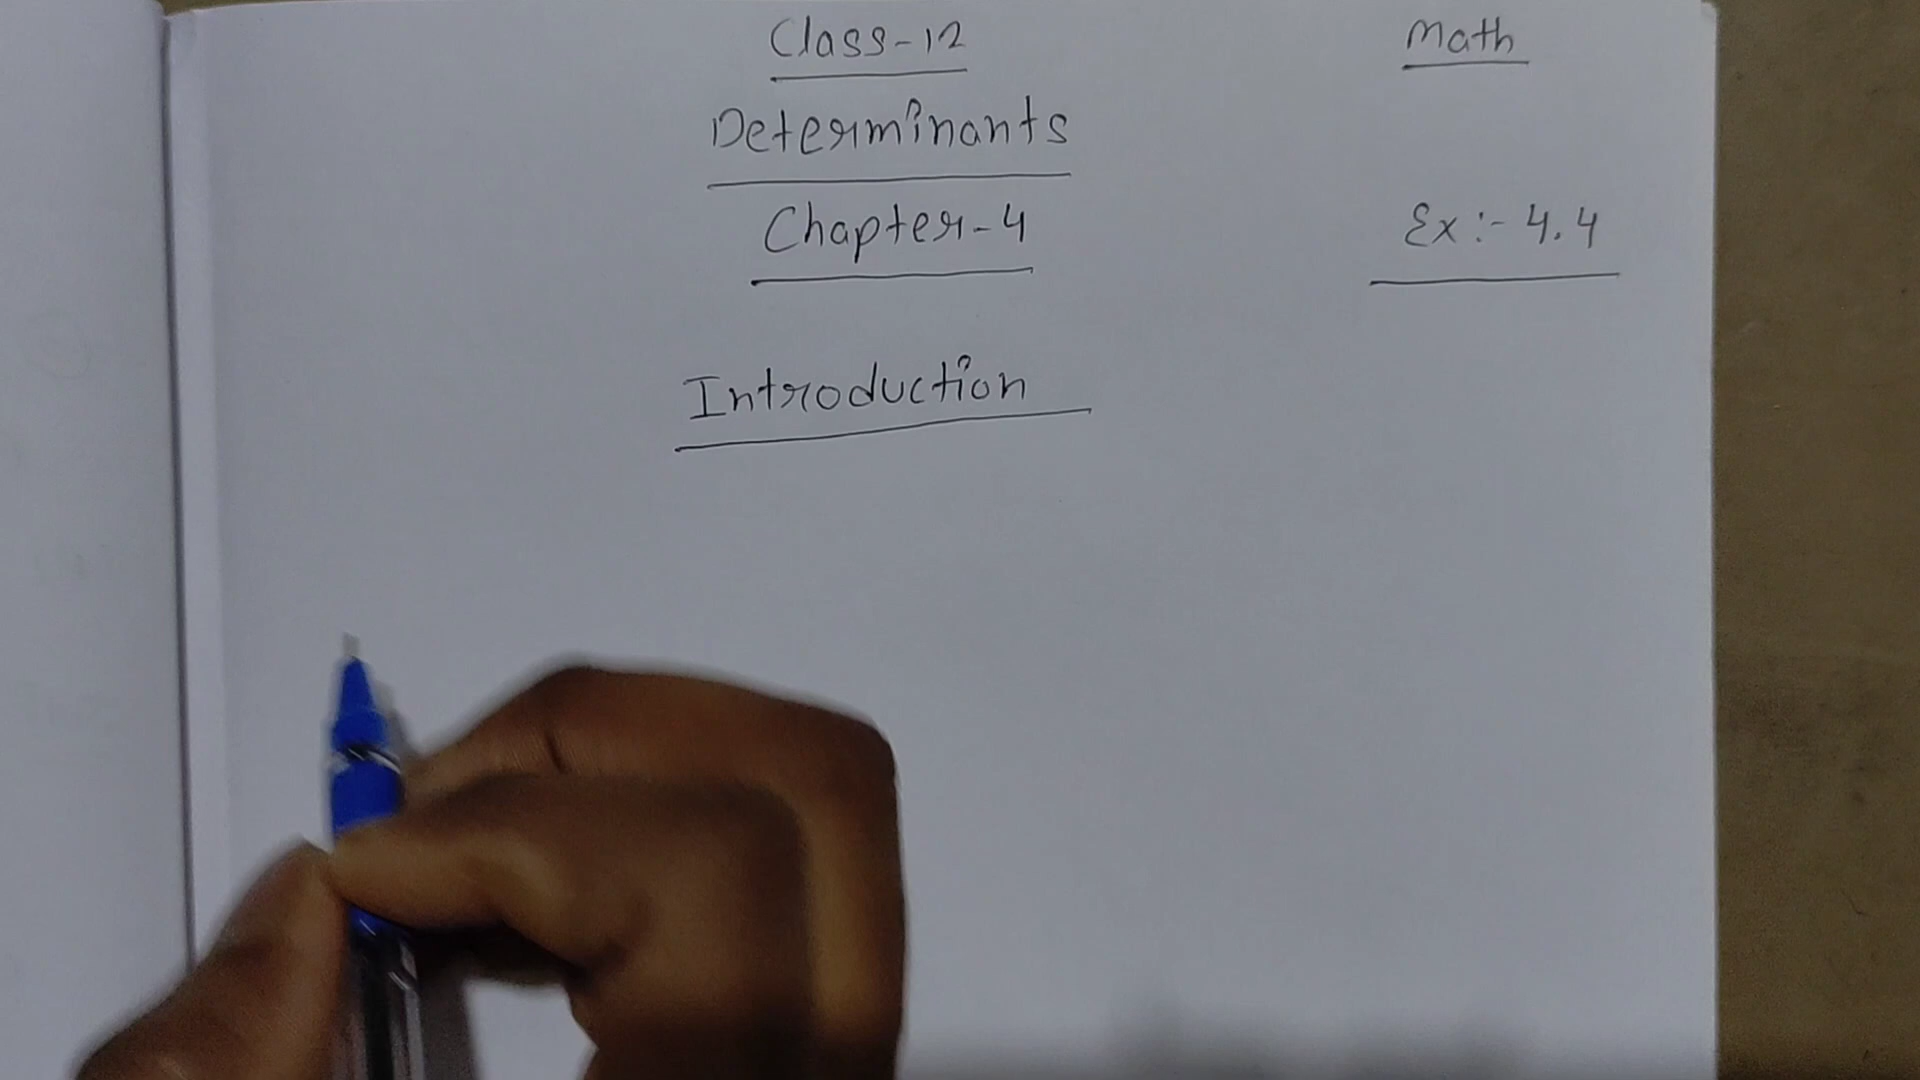 Class-12
Math
Determinants
Chapter-4
Ex:- 4.4
Introduction